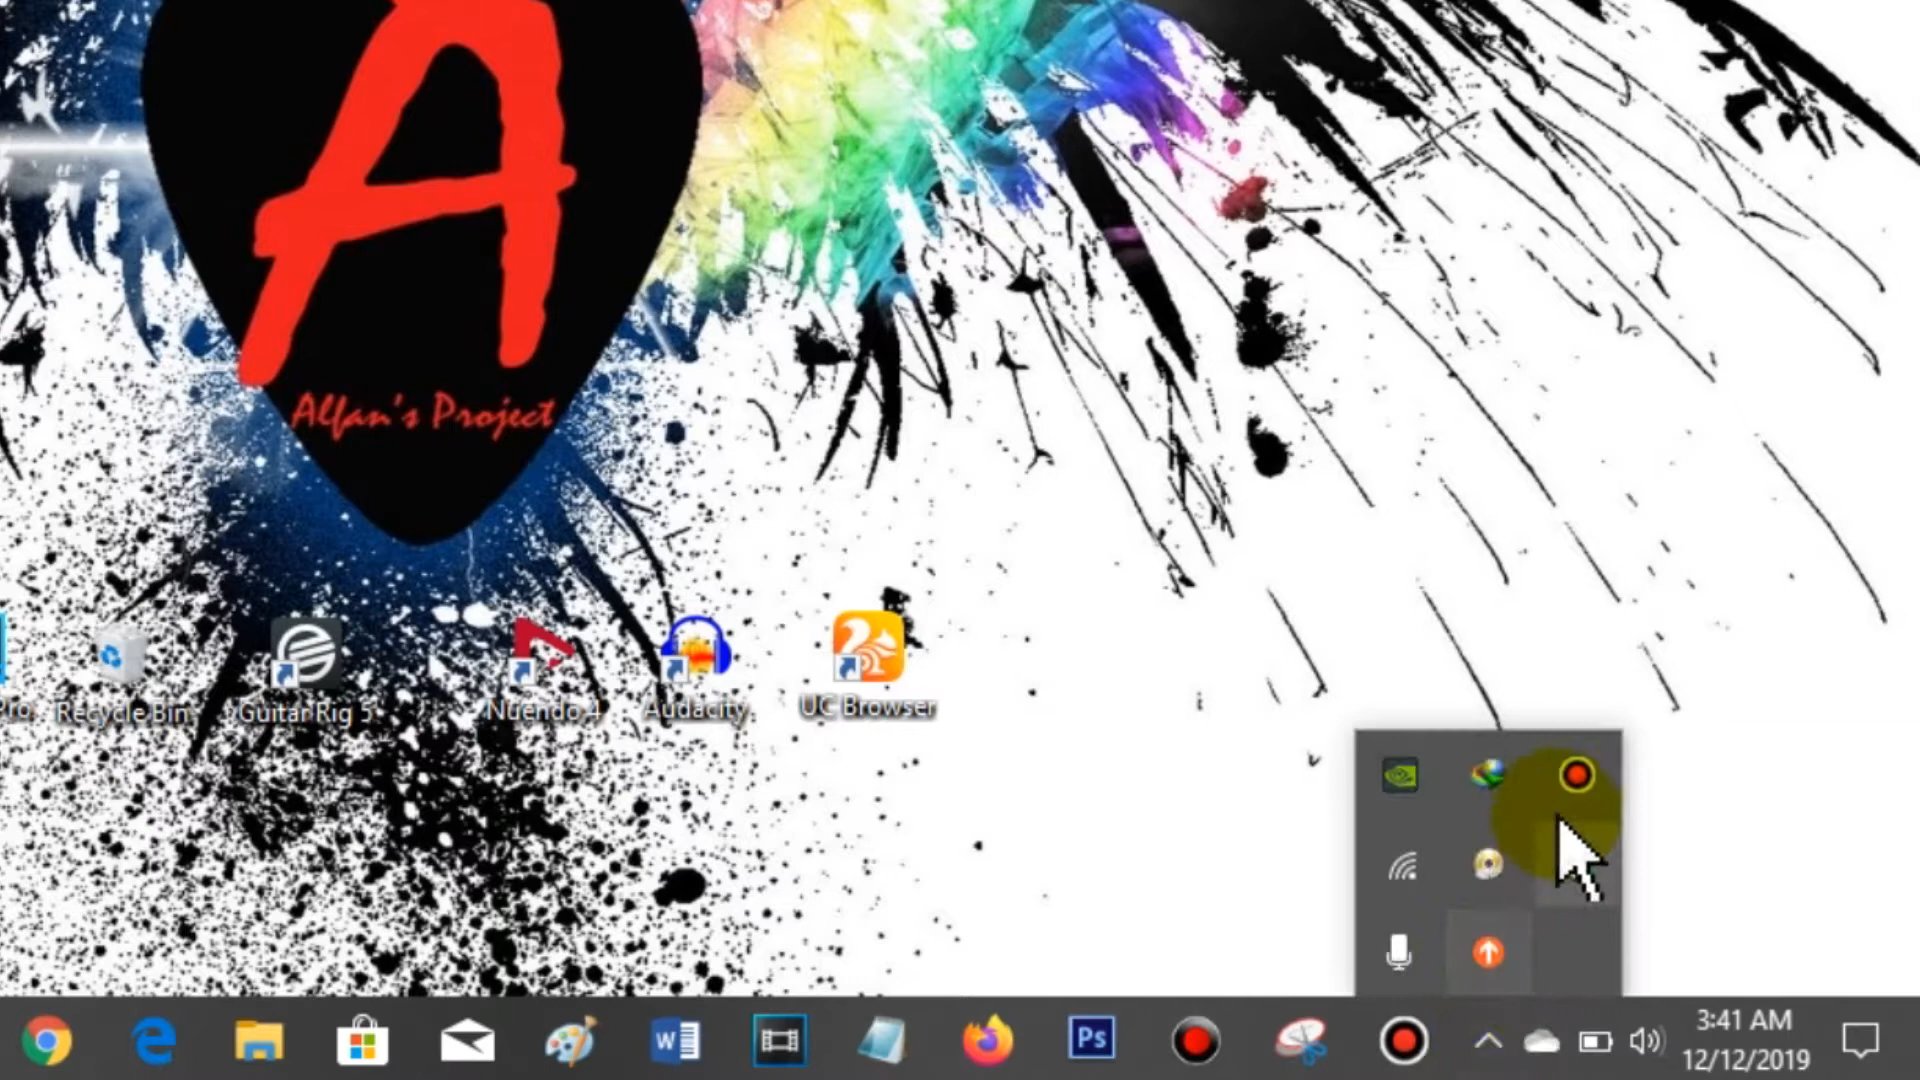 A
Alfan's Project
Pro
Recycle Bin
Guitar Rig 5
Nuendo 4
Audacity
UC Browser
W
Ps
3:41 AM
12/12/2019